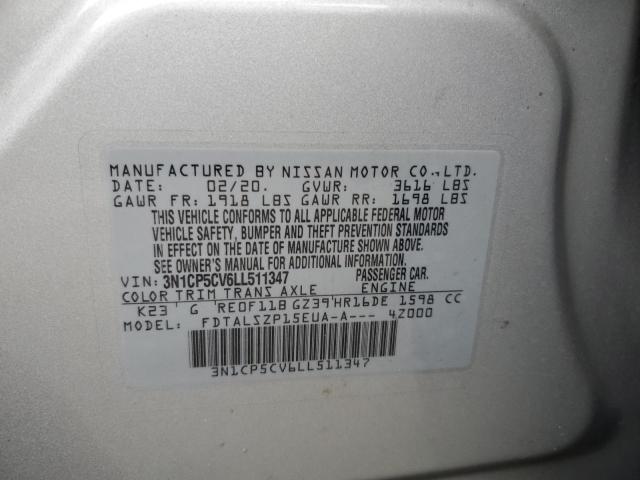 MANUFACTURED BY NISSAN MOTOR CO.,LTD.
DATE: 02/20. GVWR: 3616 LBS
GAWR FR: 1918 LBS GAWR RR: 1698 LBS
THIS VEHICLE CONFORMS TO ALL APPLICABLE FEDERAL MOTOR
VEHICLE SAFETY, BUMPER AND THEFT PREVENTION STANDARDS
IN EFFECT ON THE DATE OF MANUFACTURE SHOWN ABOVE.
SEE OWNER'S MANUAL FOR ADDITIONAL INFORMATION
VIN: 3N1CP5CV6LL511347 PASSENGER CAR.
COLOR TRIM TRANS AXLE ENGINE
K23 G RE0F11B GZ39 HR16DE 1598 CC
MODEL: FDTALSZP15EUA-A--- 4Z000
3N1CP5CV6LL511347